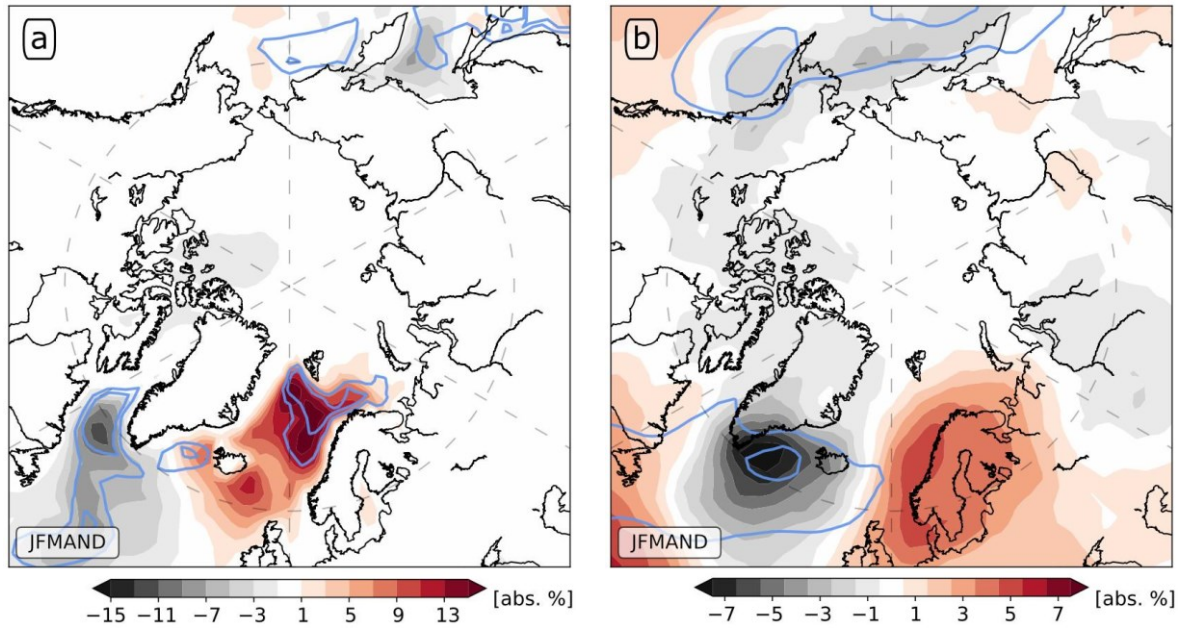 a
b
JFMAND
JFMAND
−15 −11 −7 −3 1 5 9 13 [abs. %]
−7 −5 −3 −1 1 3 5 7 [abs. %]